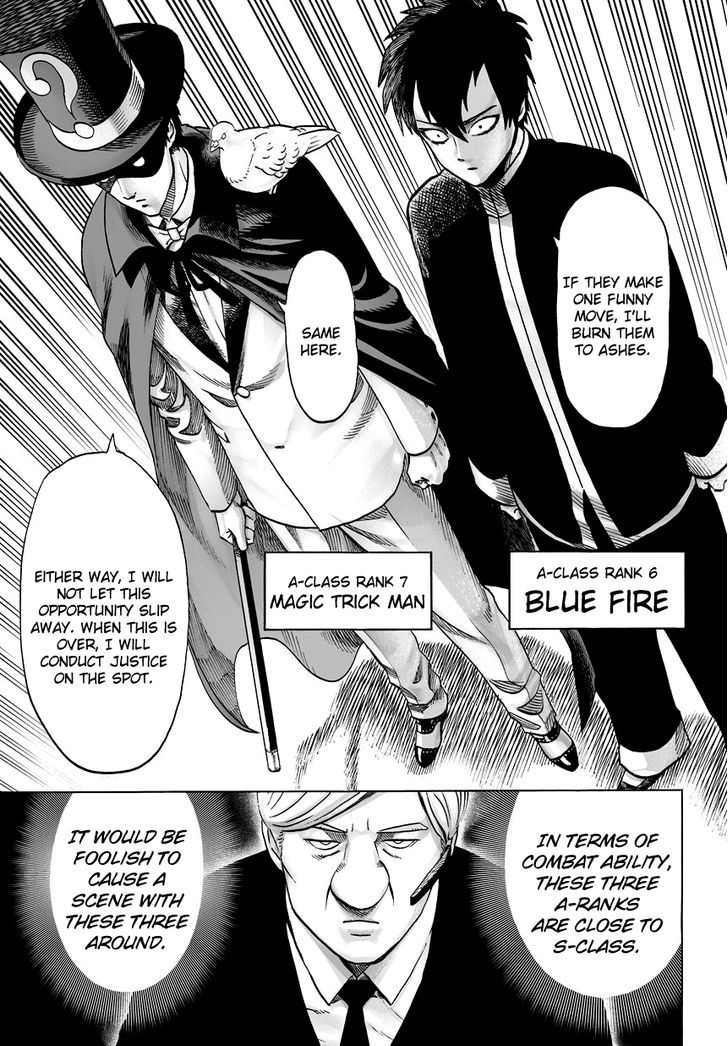 IF THEY MAKE
ONE FUNNY
MOVE, I'LL
BURN THEM
TO ASHES.
A-CLASS RANK 6
BLUE FIRE
SAME
HERE.
A-CLASS RANK 7
MAGIC TRICK MAN
EITHER WAY, I WILL
NOT LET THIS
OPPORTUNITY SLIP
AWAY. WHEN THIS IS
OVER, I WILL
CONDUCT JUSTICE
ON THE SPOT.
?
IN TERMS OF
COMBAT ABILITY,
THESE THREE
A-RANKS
ARE CLOSE TO
S-CLASS.
IT WOULD BE
FOOLISH TO
CAUSE A
SCENE WITH
THESE THREE
AROUND.